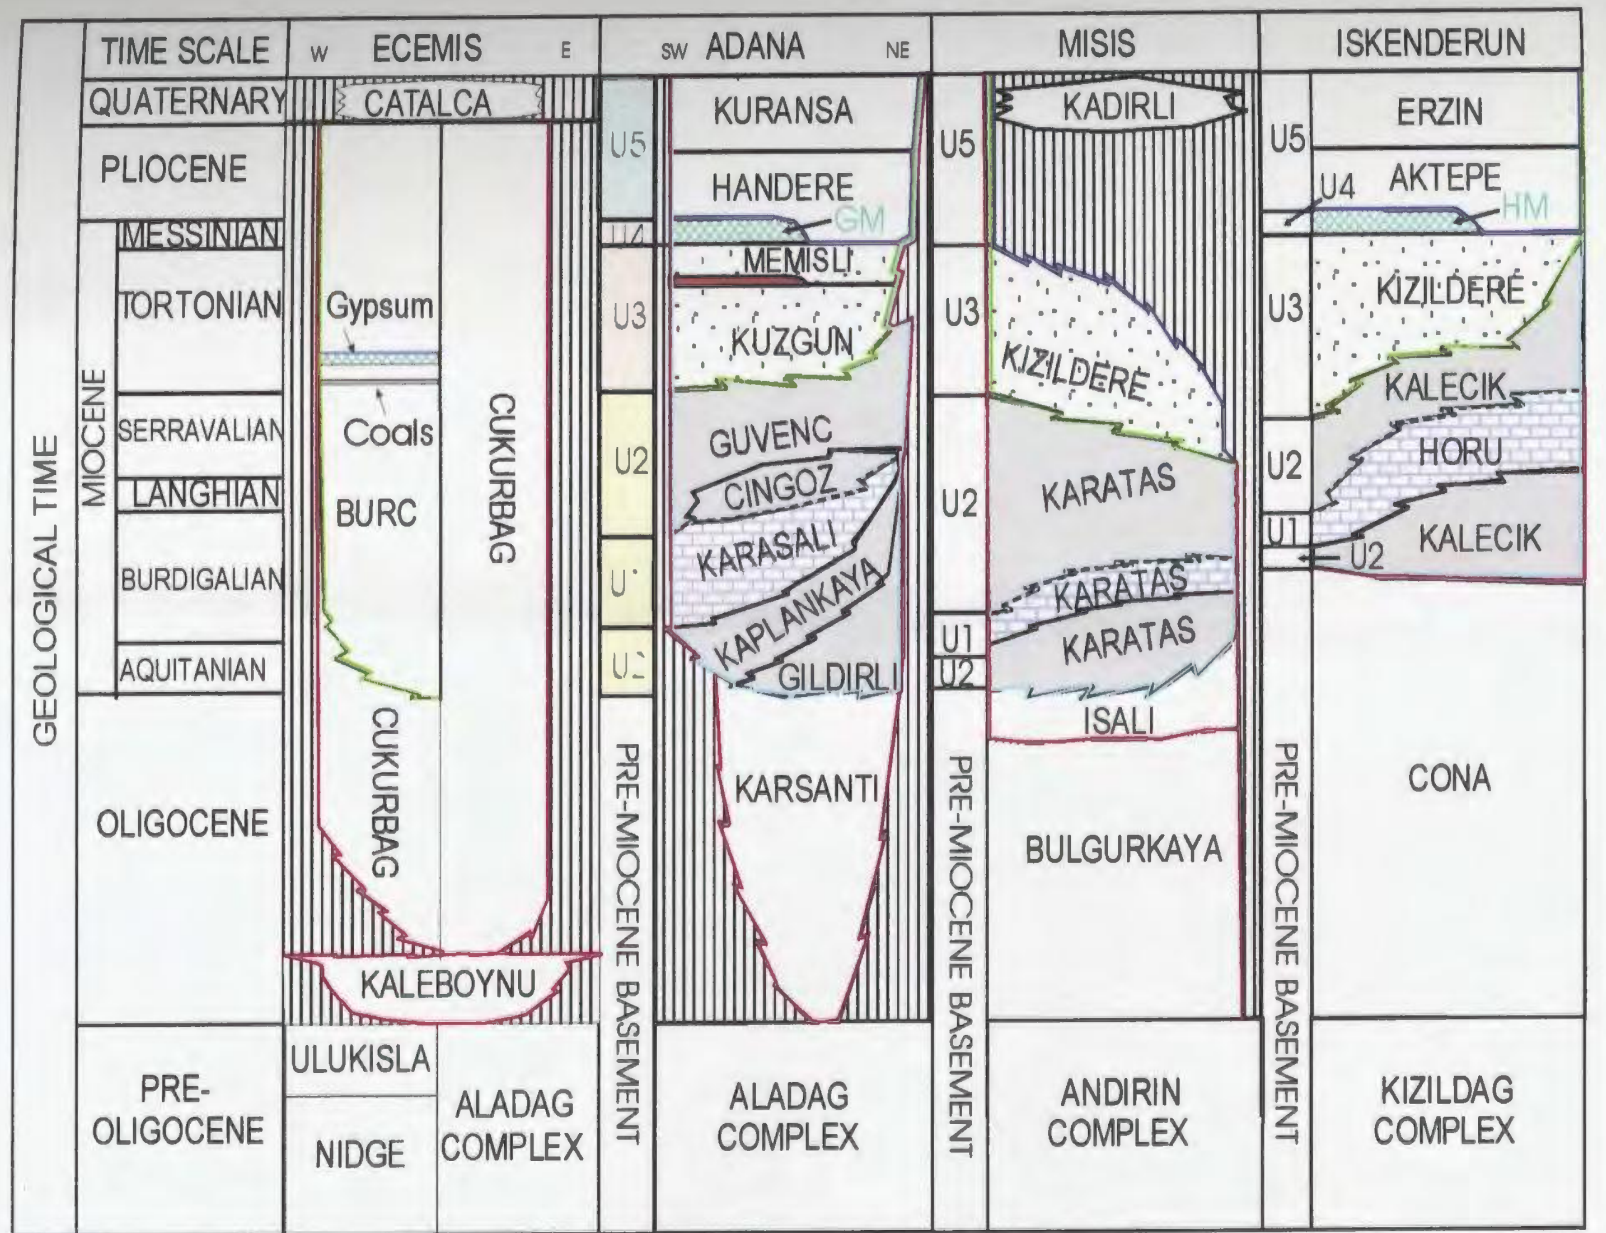 TIME SCALE
W ECEMIS E
SW ADANA NE
MISIS
ISKENDERUN
GEOLOGICAL TIME
QUATERNARY
PLIOCENE
MIOCENE
MESSINIAN
TORTONIAN
SERRAVALIAN
LANGHIAN
BURDIGALIAN
AQUITANIAN
OLIGOCENE
PRE-
OLIGOCENE
CATALCA
Gypsum
Coals
BURC
CUKURBAG
CUKURBAG
KALEBOYNU
ULUKISLA
NIDGE
ALADAG
COMPLEX
U5
U4
U3
U2
U1
U2
PRE-MIOCENE BASEMENT
KURANSA
HANDERE
GM
MEMISLI
KUZGUN
GUVENC
CINGOZ
KARASALI
KAPLANKAYA
GILDIRLI
KARSANTI
ALADAG
COMPLEX
U5
U3
U2
U1
U2
PRE-MIOCENE BASEMENT
KADIRLI
KIZILDERE
KARATAS
KARATAS
KARATAS
ISALI
BULGURKAYA
ANDIRIN
COMPLEX
U5
U4
U3
U2
U1
U2
PRE-MIOCENE BASEMENT
ERZIN
AKTEPE
HM
KIZILDERE
KALECIK
HORU
KALECIK
CONA
KIZILDAG
COMPLEX